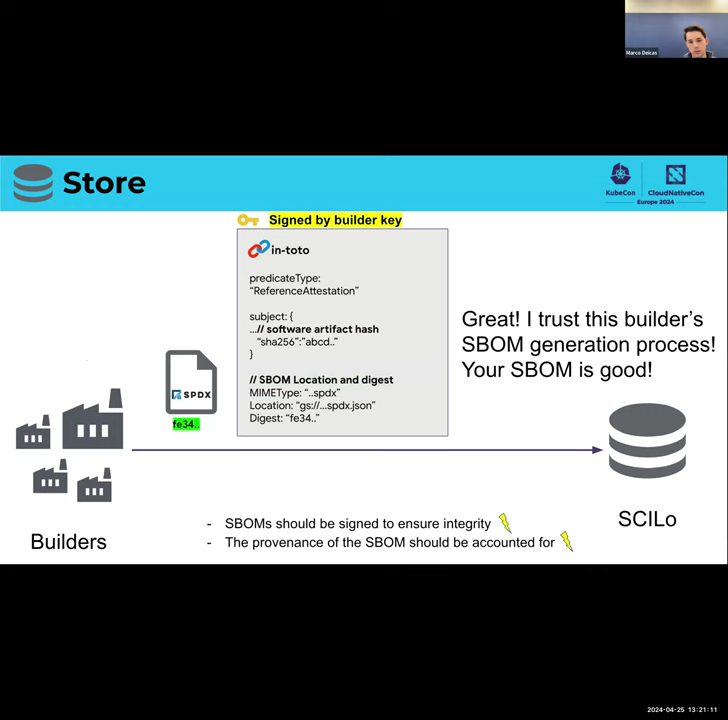 Marco Deicas
Store
KubeCon
CloudNativeCon
Europe 2024
Signed by builder key
in-toto
predicateType:
“ReferenceAttestation”
subject: {
...// software artifact hash
“sha256”:”abcd..”
}
// SBOM Location and digest
MIMEType: “..spdx”
Location: “gs://...spdx.json”
Digest: “fe34..”
SPDX
fe34..
Great! I trust this builder’s
SBOM generation process!
Your SBOM is good!
Builders
SCILo
- SBOMs should be signed to ensure integrity
- The provenance of the SBOM should be accounted for
2024-04-25 13:21:11